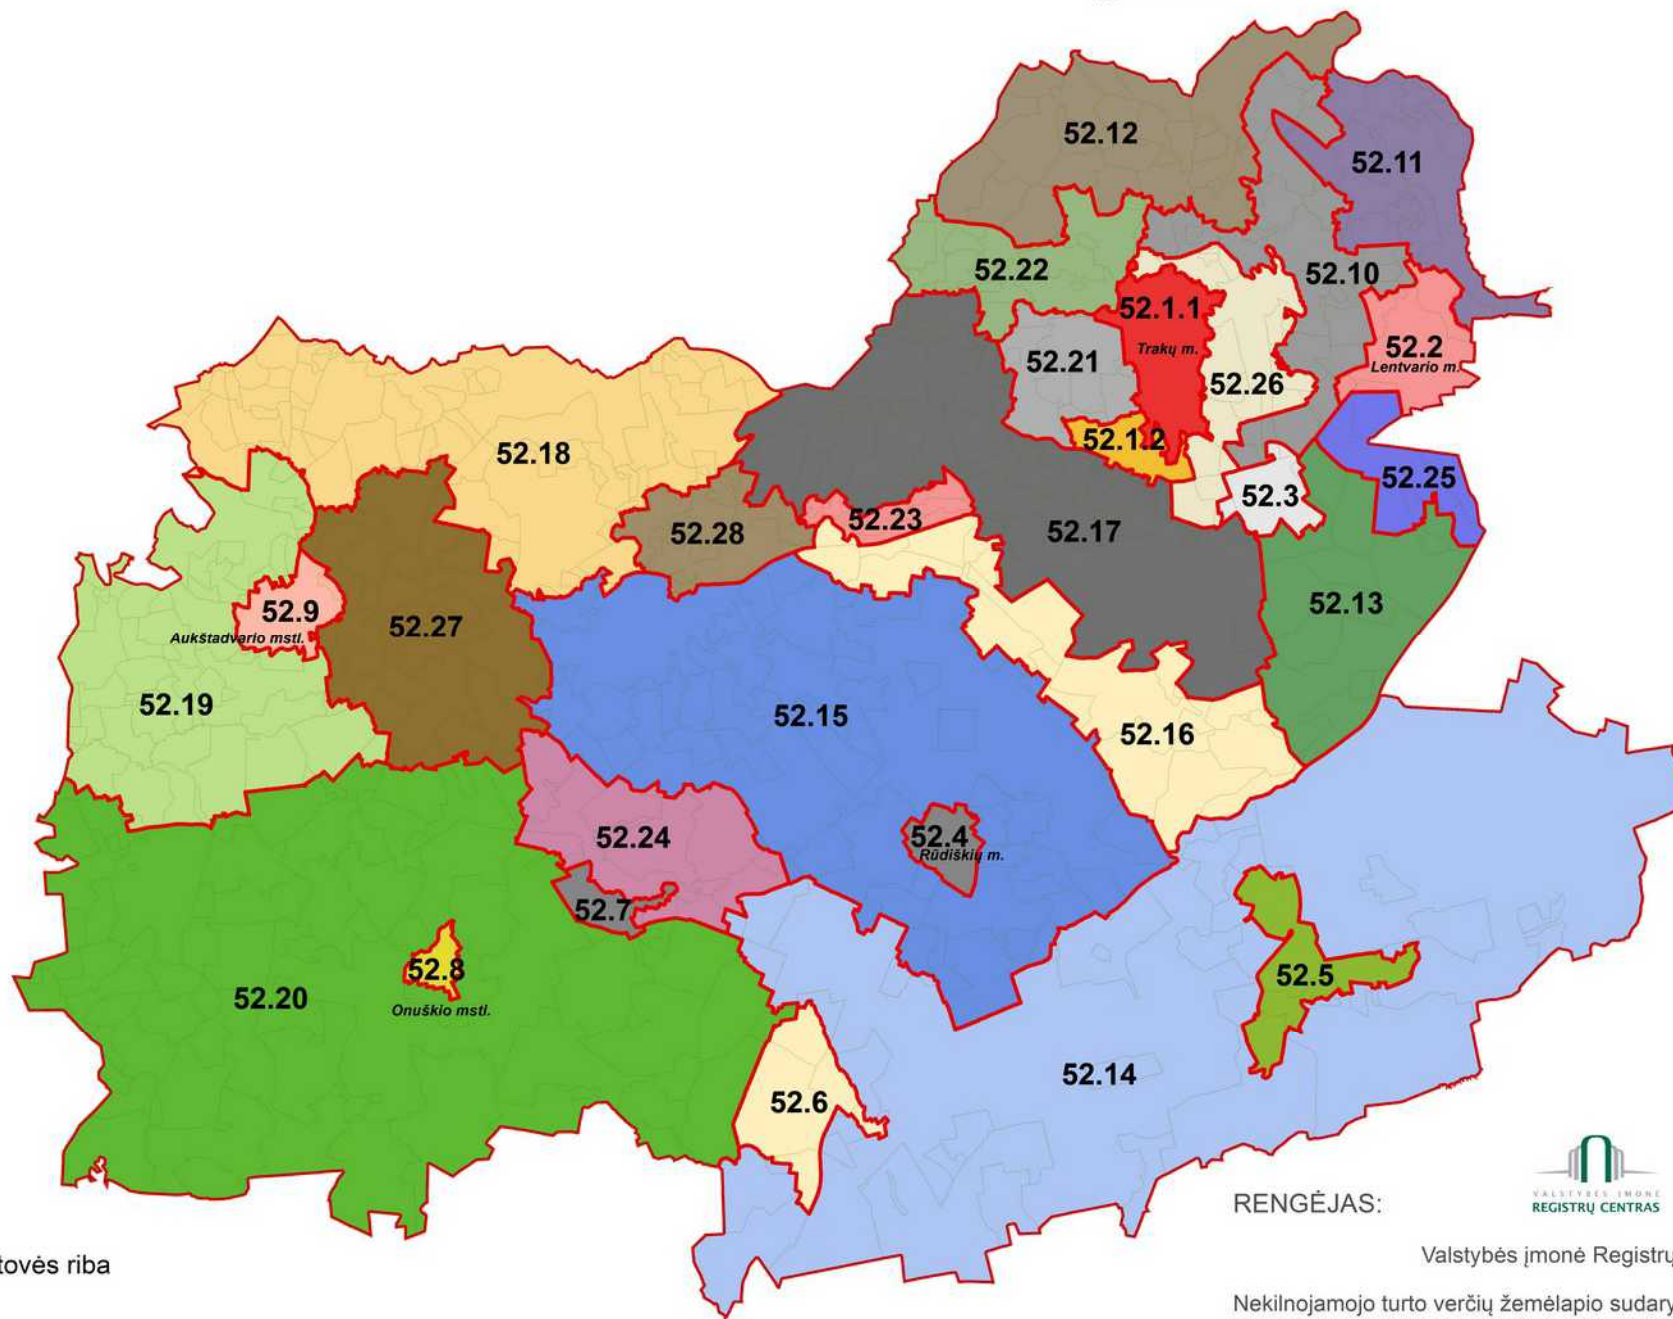 52.12
52.11
52.22
52.10
52.1.1
Trakų m.
52.21
52.2
Lentvario m.
52.26
52.1.2
52.18
52.25
52.3
52.23
52.28
52.17
52.9
Aukštadvario mstl.
52.27
52.13
52.19
52.15
52.16
52.24
52.4
Rūdiškių m.
52.7
52.8
Onuškio mstl.
52.20
52.5
52.14
52.6
RENGĖJAS:
VALSTYBĖS ĮMONĖ
REGISTRŲ CENTRAS
tovės riba
Valstybės įmonė Registrų
Nekilnojamojo turto verčių žemėlapio sudary